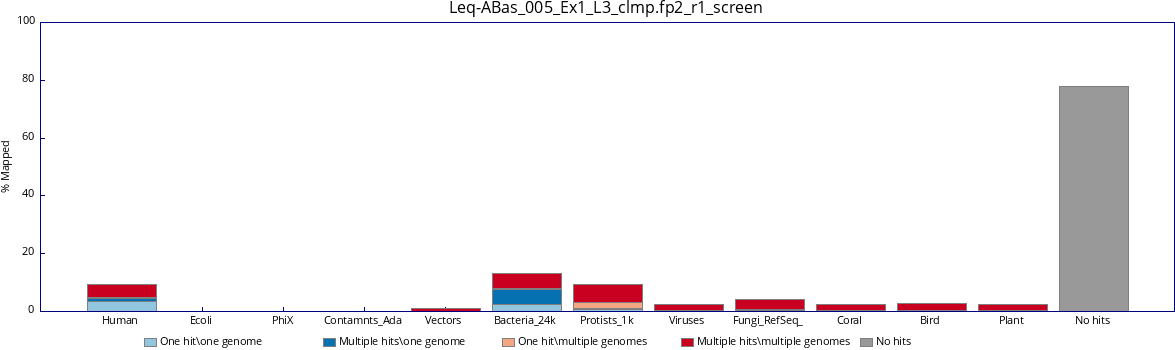 Leq-ABas_005_Ex1_L3_clmp.fp2_r1_screen
100
80
60
40
20
0
% Mapped
Human Ecoli PhiX Contamnts_Ada Vectors Bacteria_24k Protists_1k Viruses Fungi_RefSeq_ Coral Bird Plant No hits
One hit\one genome Multiple hits\one genome One hit\multiple genomes Multiple hits\multiple genomes No hits